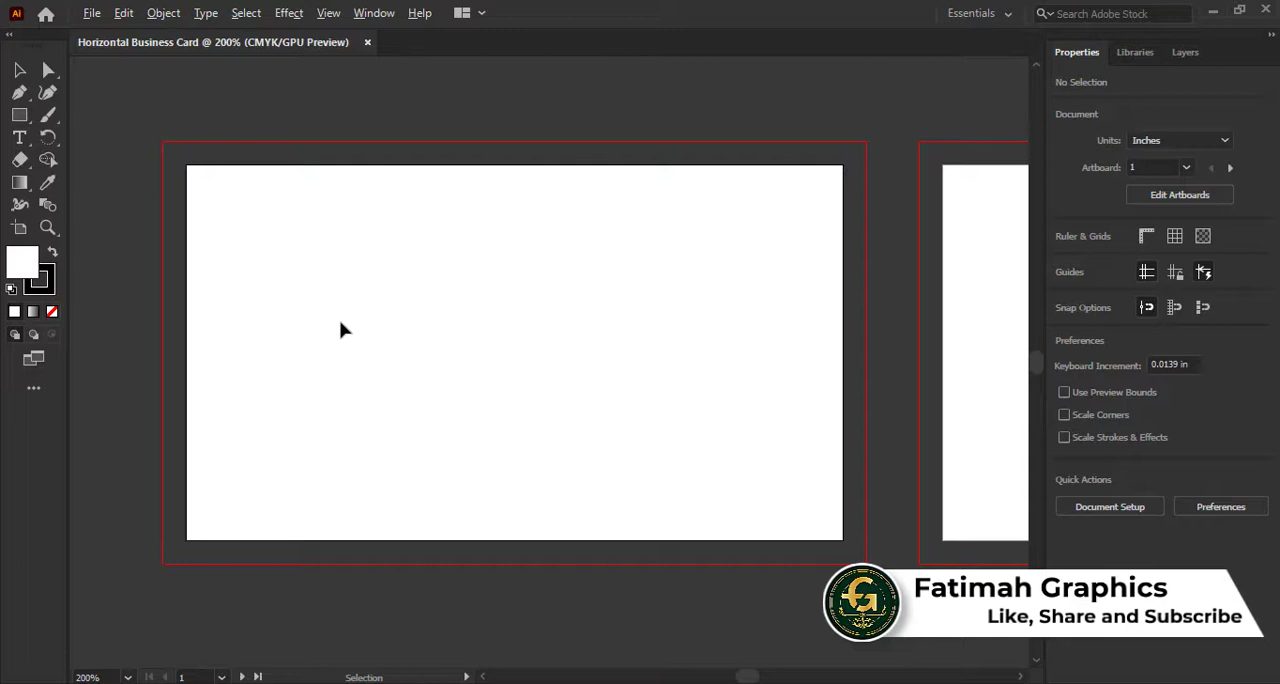 Ai File Edit Object Type Select Effect View Window Help Essentials Search Adobe Stock
Horizontal Business Card @ 200% (CMYK/GPU Preview) ×
Properties Libraries Layers
No Selection
Document
Units: Inches
Artboard: 1
Edit Artboards
Ruler & Grids
Guides
Snap Options
Preferences
Keyboard Increment: 0.0139 in
Use Preview Bounds
Scale Corners
Scale Strokes & Effects
Quick Actions
Document Setup Preferences
Fatimah Graphics
Like, Share and Subscribe
200% 1 Selection